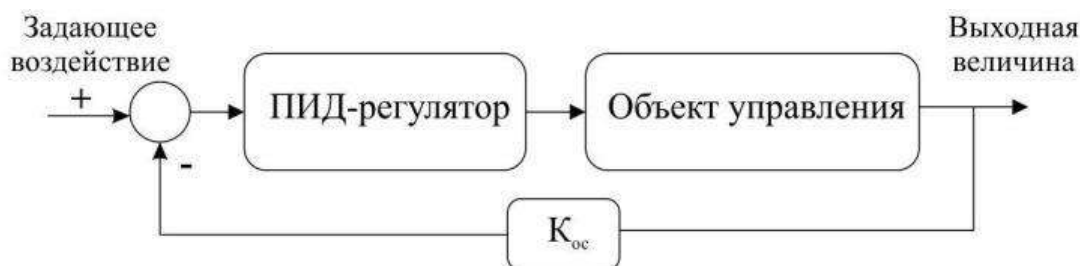 Задающее
воздействие
+
-
ПИД-регулятор
Объект управления
Выходная
величина
Кос